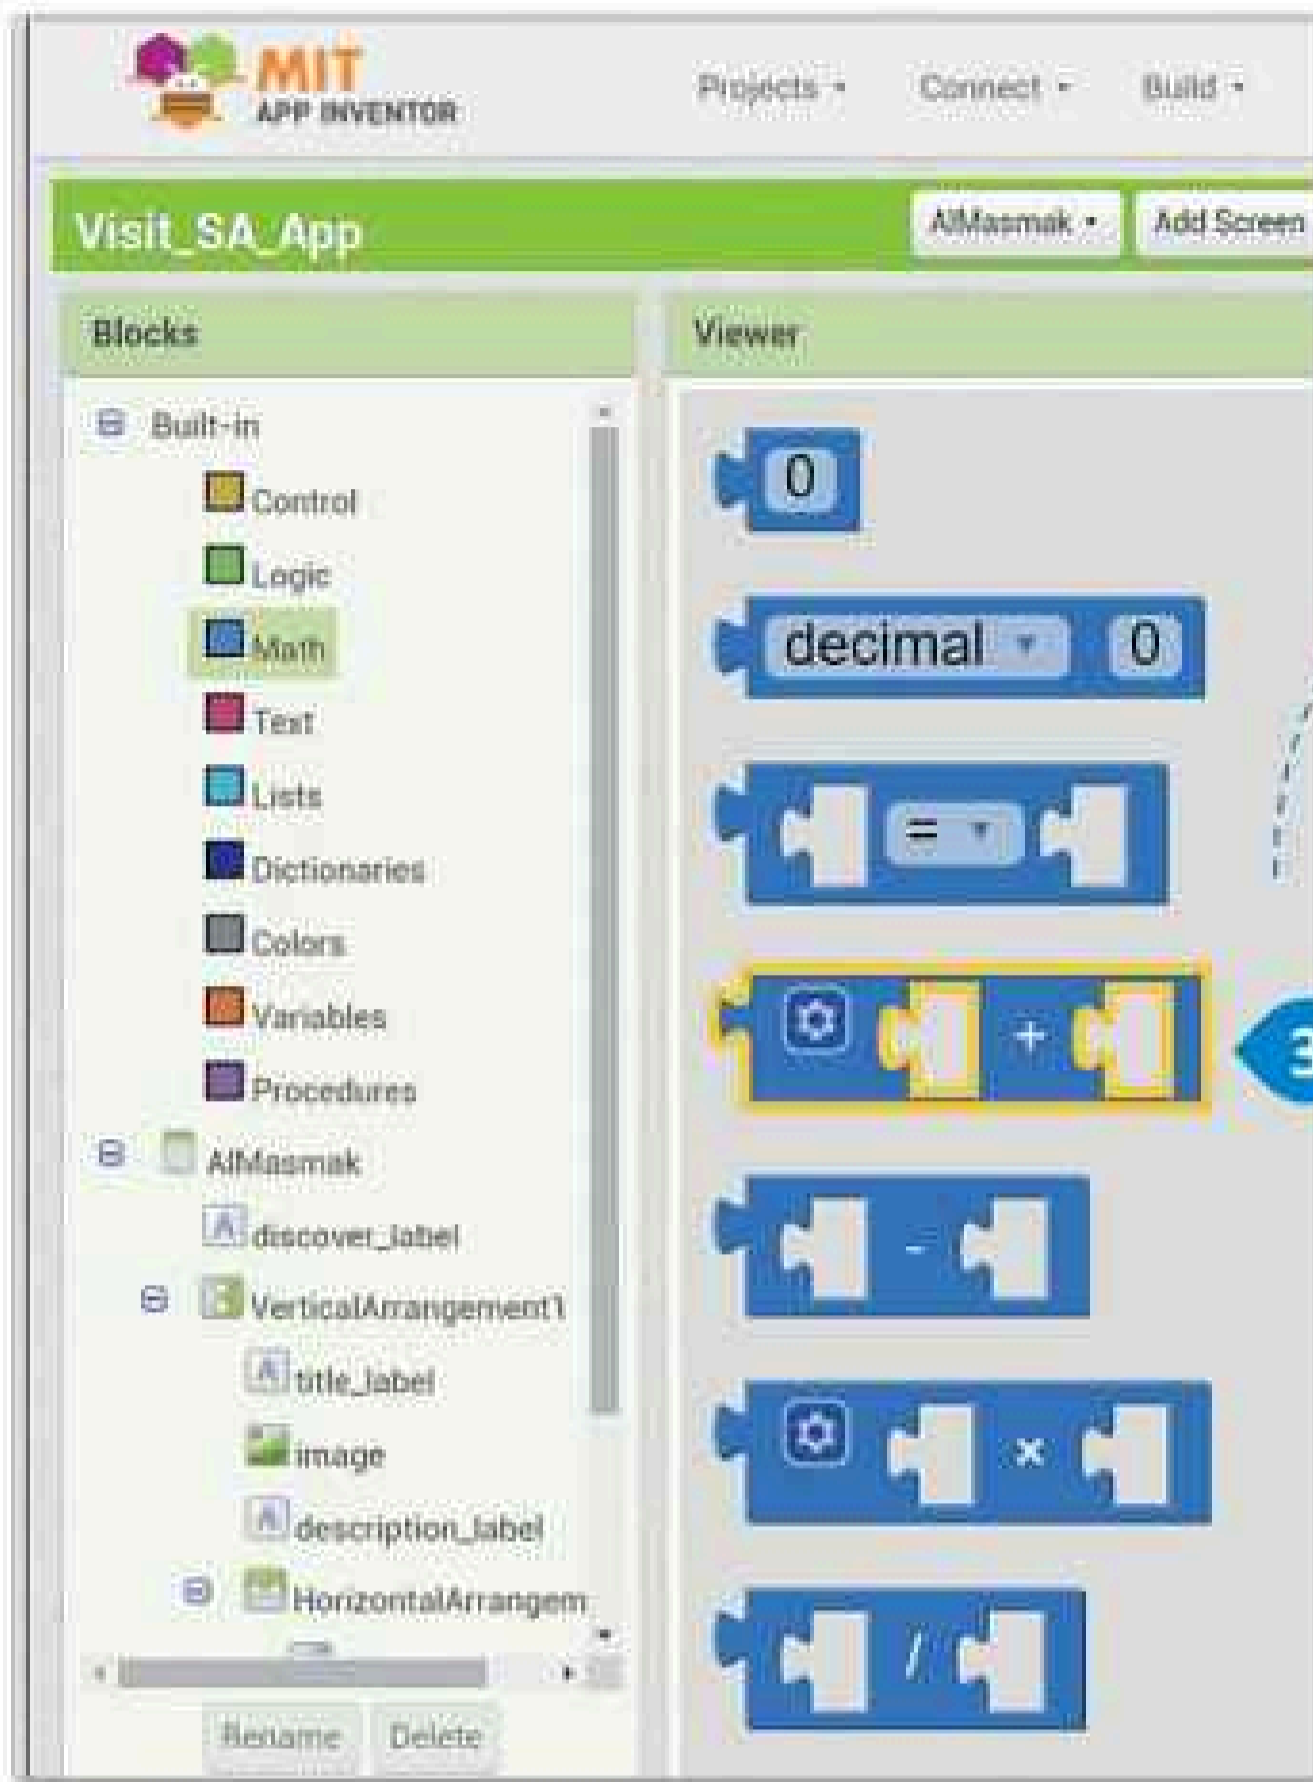 MIT
APP INVENTOR
Projects
Connect
Build
Visit_SA_App
AlMasmak
Add Screen
Blocks
Viewer
Built-in
Control
Logic
Math
Text
Lists
Dictionaries
Colors
Variables
Procedures
AlMasmak
discover_label
VerticalArrangement1
title_label
image
description_label
HorizontalArrangem
Rename
Delete
0
decimal 0
=
+
3
-
×
/